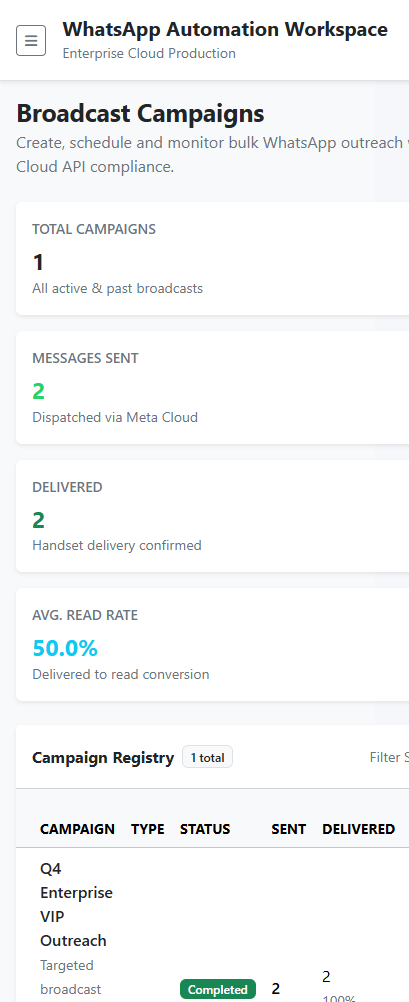 WhatsApp Automation Workspace
Enterprise Cloud Production
Broadcast Campaigns
Create, schedule and monitor bulk WhatsApp outreach
Cloud API compliance.
TOTAL CAMPAIGNS
1
All active & past broadcasts
MESSAGES SENT
2
Dispatched via Meta Cloud
DELIVERED
2
Handset delivery confirmed
AVG. READ RATE
50.0%
Delivered to read conversion
Campaign Registry 1 total Filter
CAMPAIGN TYPE STATUS SENT DELIVERED
Q4
Enterprise
VIP
Outreach
Targeted
broadcast Completed 2 2
100%